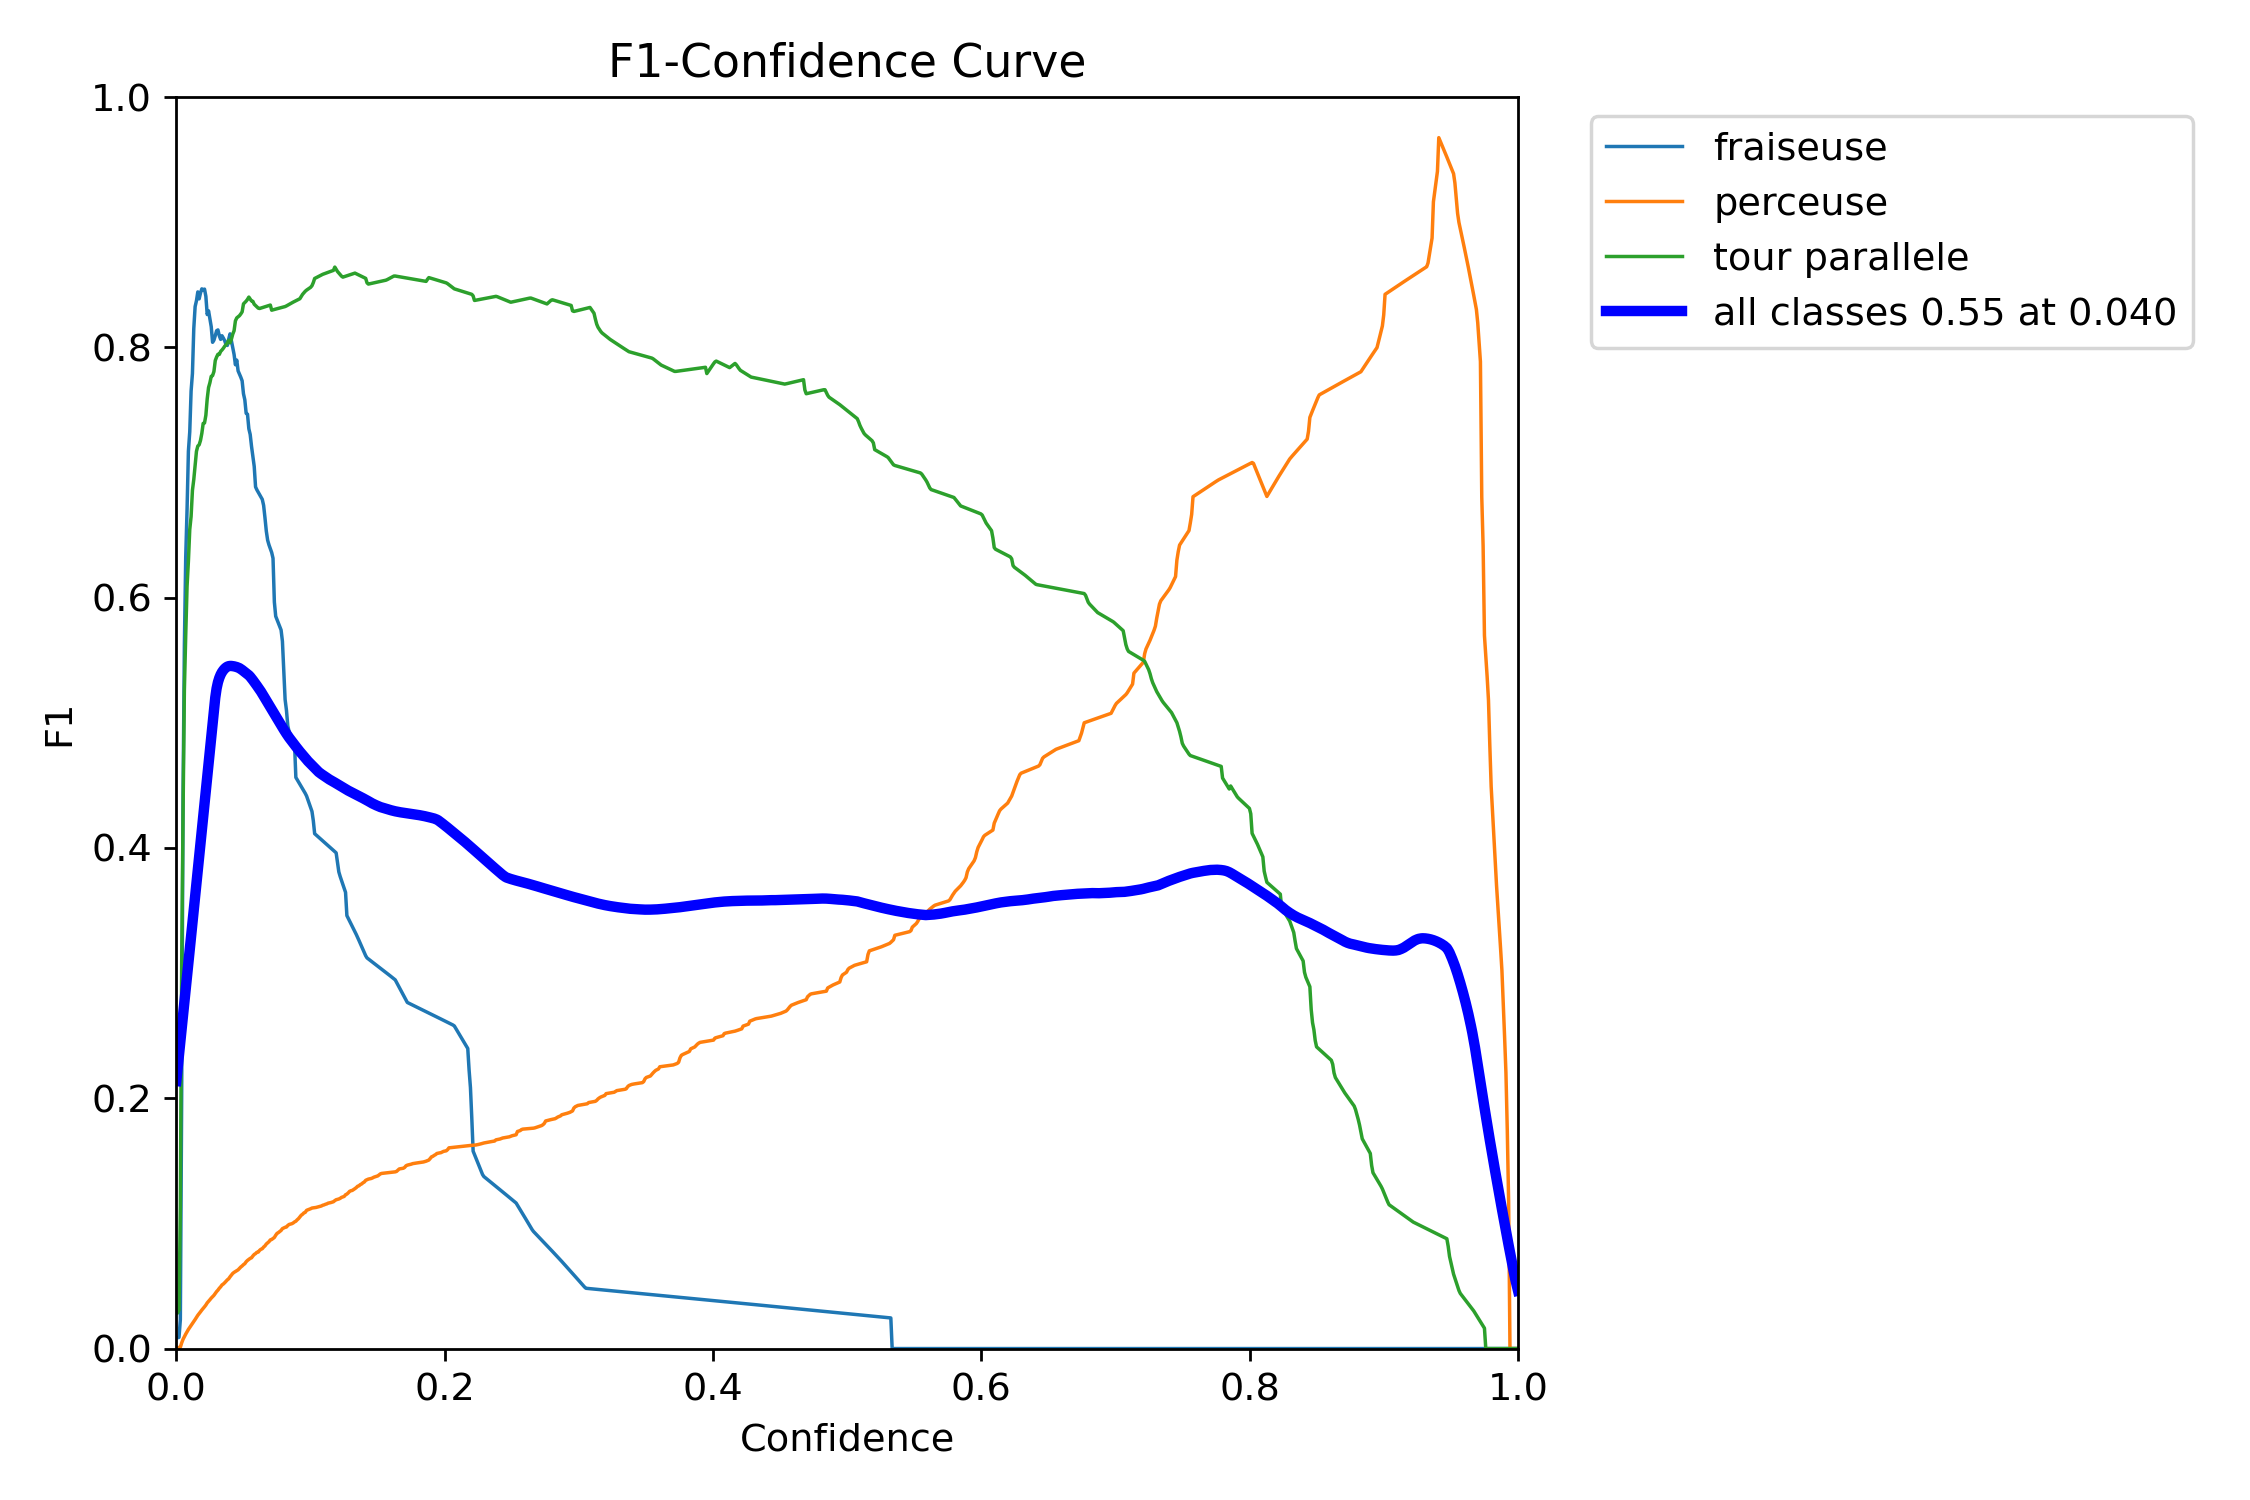 F1-Confidence Curve
1.0
0.8
0.6
0.4
0.2
0.0
F1
0.0 0.2 0.4 0.6 0.8 1.0
Confidence
fraiseuse
perceuse
tour parallele
all classes 0.55 at 0.040